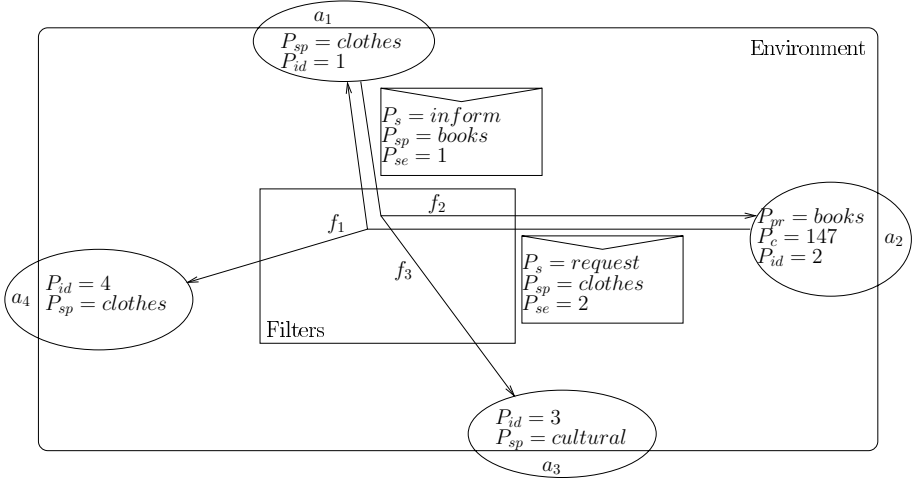 a₁
P_sp = clothes
P_id = 1
Environment
P_s = inform
P_sp = books
P_se = 1
f₂
f₁
P_pr = books
P_c = 147
P_id = 2
a₂
f₃
P_s = request
P_sp = clothes
P_se = 2
a₄
P_id = 4
P_sp = clothes
Filters
P_id = 3
P_sp = cultural
a₃